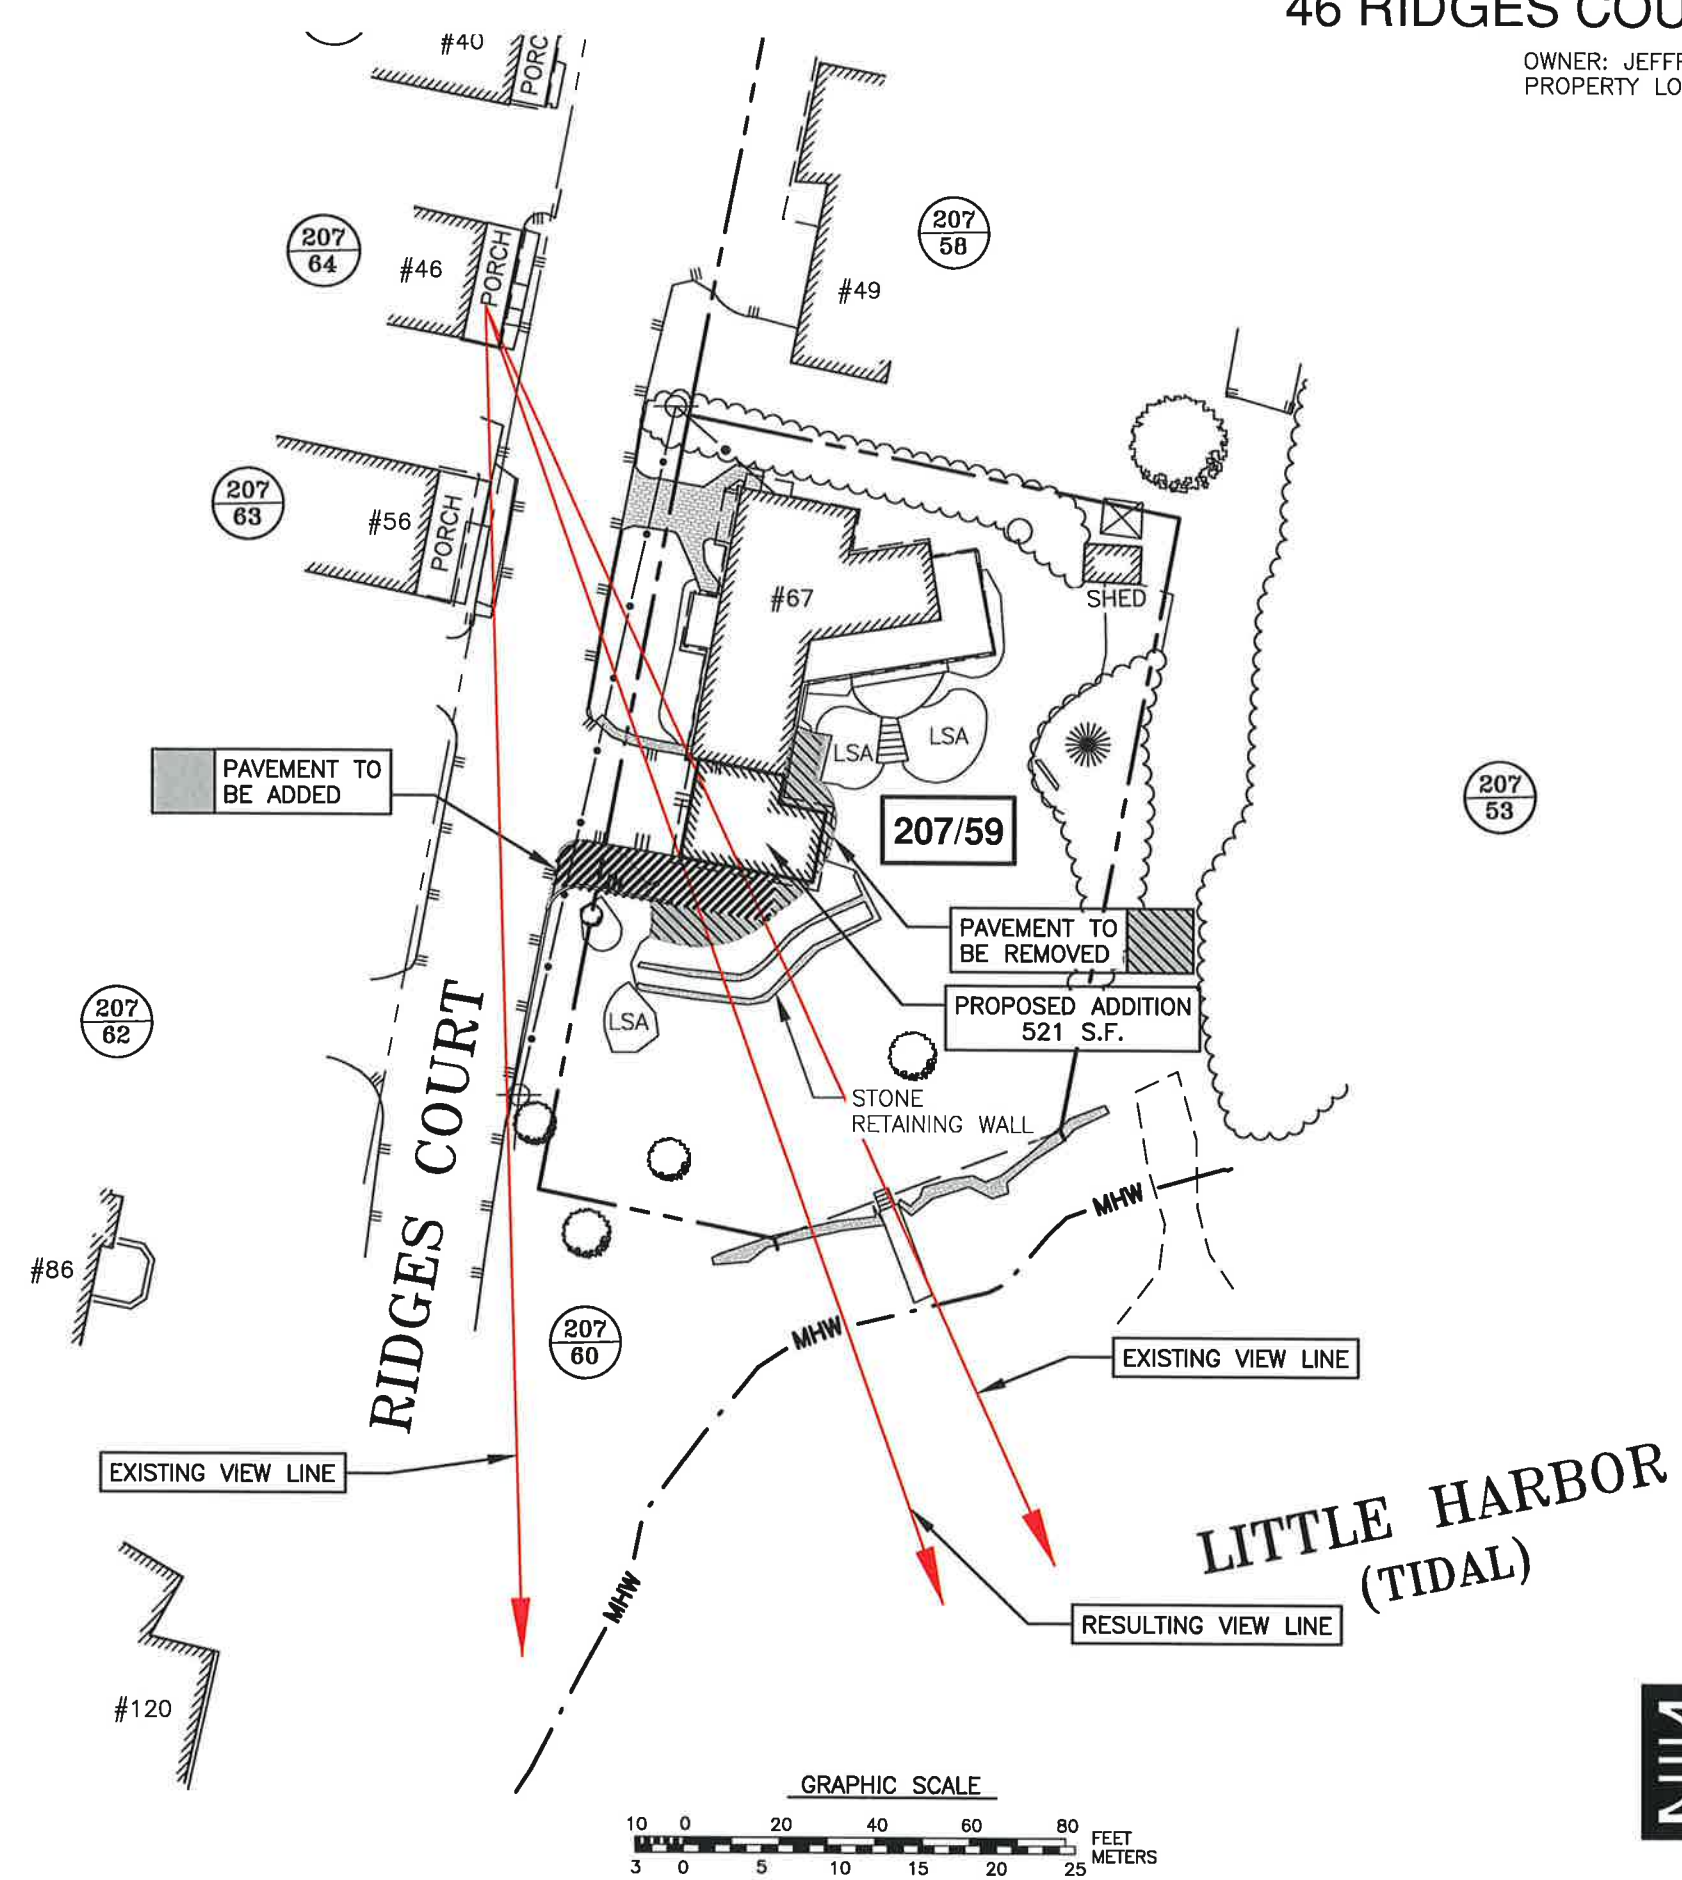 46 RIDGES COU
OWNER: JEFF
PROPERTY LO
#40
PORC
207
64
#46
PORCH
207
58
#49
207
63
#56
PORCH
#67
SHED
LSA
LSA
PAVEMENT TO
BE ADDED
207/59
207
53
PAVEMENT TO
BE REMOVED
PROPOSED ADDITION
521 S.F.
207
62
LSA
RIDGES COURT
STONE
RETAINING WALL
MHW
#86
207
60
MHW
EXISTING VIEW LINE
EXISTING VIEW LINE
LITTLE HARBOR
(TIDAL)
MHW
RESULTING VIEW LINE
#120
GRAPHIC SCALE
10 0 20 40 60 80
FEET
METERS
3 0 5 10 15 20 25